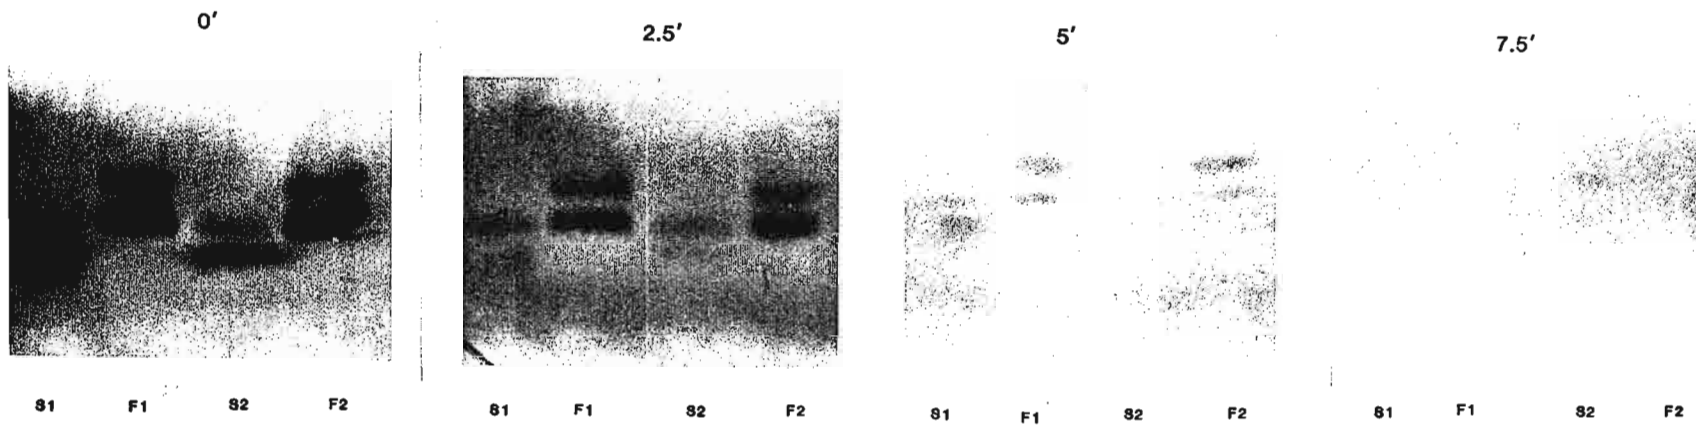 0′ 2.5′ 5′ 7.5′
S1 F1 S2 F2 S1 F1 S2 F2 S1 F1 S2 F2 S1 F1 S2 F2